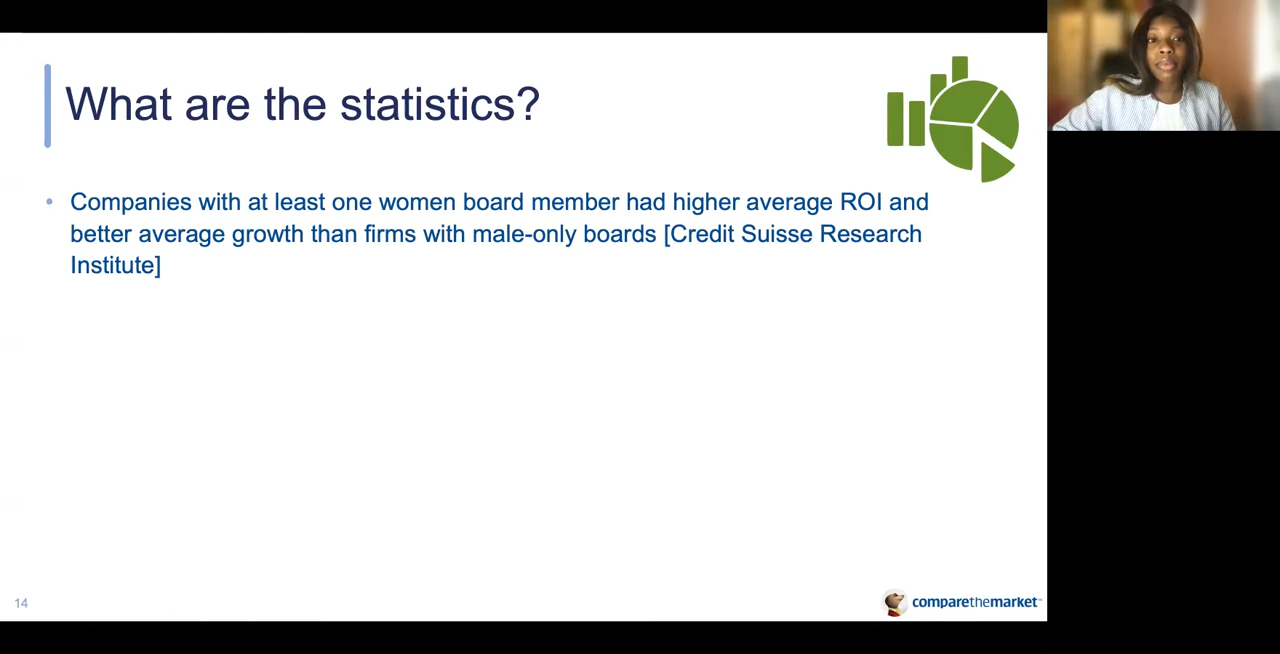 What are the statistics?
• Companies with at least one women board member had higher average ROI and
better average growth than firms with male-only boards [Credit Suisse Research
Institute]
14
comparethemarket™